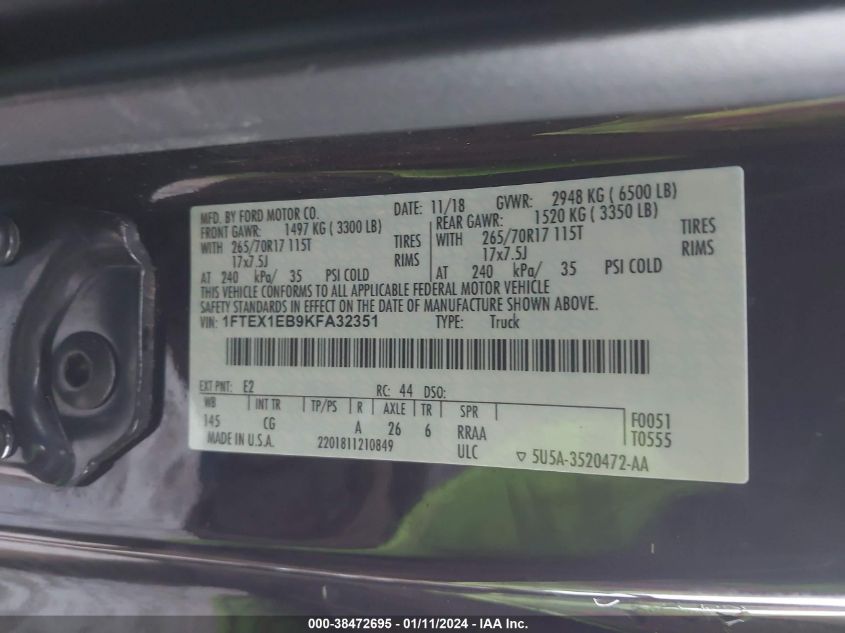 MFD. BY FORD MOTOR CO. DATE: 11/18 GVWR: 2948 KG ( 6500 LB)
FRONT GAWR: 1497 KG ( 3300 LB) REAR GAWR: 1520 KG ( 3350 LB)
WITH 265/70R17 115T TIRES WITH 265/70R17 115T TIRES
17x7.5J RIMS 17x7.5J RIMS
AT 240 kPa/ 35 PSI COLD AT 240 kPa/ 35 PSI COLD
THIS VEHICLE CONFORMS TO ALL APPLICABLE FEDERAL MOTOR VEHICLE
SAFETY STANDARDS IN EFFECT ON THE DATE OF MANUFACTURE SHOWN ABOVE.
VIN: 1FTEX1EB9KFA32351 TYPE: Truck
EXT PNT: E2 RC: 44 DSO:
WB INT TR TP/PS R AXLE TR SPR F0051
145 CG A 26 6 RRAA T0555
MADE IN U.S.A. 2201811210849 ULC ▽ 5U5A-3520472-AA
000-38472695 - 01/11/2024 - IAA Inc.